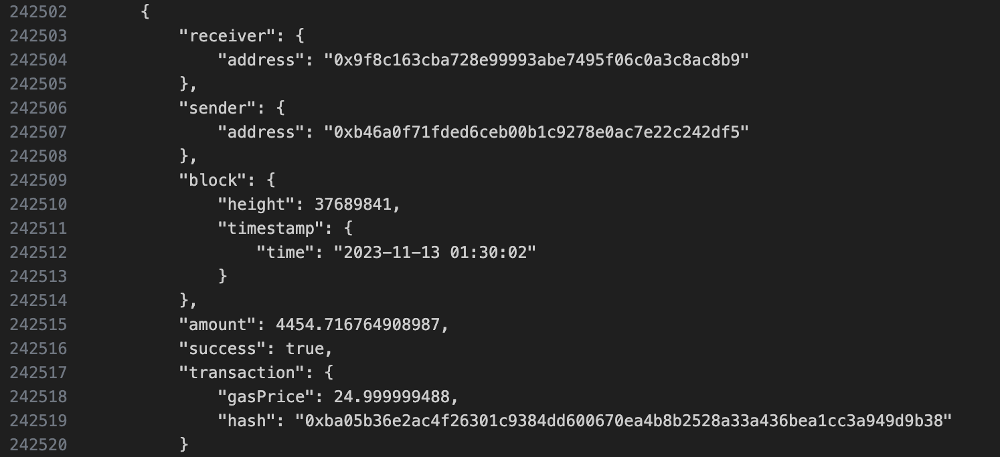 242502 {
242503 "receiver": {
242504 "address": "0x9f8c163cba728e99993abe7495f06c0a3c8ac8b9"
242505 },
242506 "sender": {
242507 "address": "0xb46a0f71fded6ceb00b1c9278e0ac7e22c242df5"
242508 },
242509 "block": {
242510 "height": 37689841,
242511 "timestamp": {
242512 "time": "2023-11-13 01:30:02"
242513 }
242514 },
242515 "amount": 4454.716764908987,
242516 "success": true,
242517 "transaction": {
242518 "gasPrice": 24.999999488,
242519 "hash": "0xba05b36e2ac4f26301c9384dd600670ea4b8b2528a33a436bea1cc3a949d9b38"
242520 }